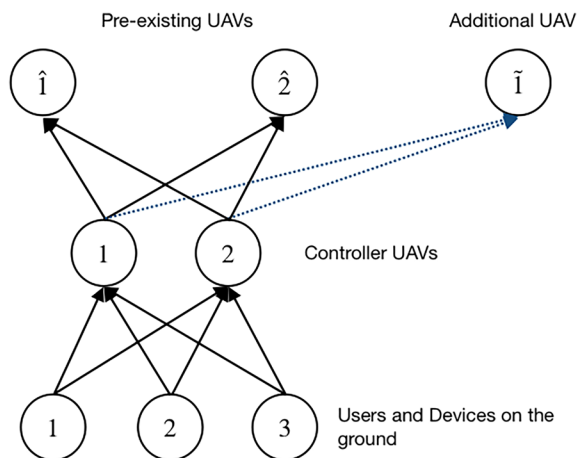 Pre-existing UAVs
Additional UAV
1̂
2̂
1̃
1
2
Controller UAVs
1
2
3
Users and Devices on the
ground